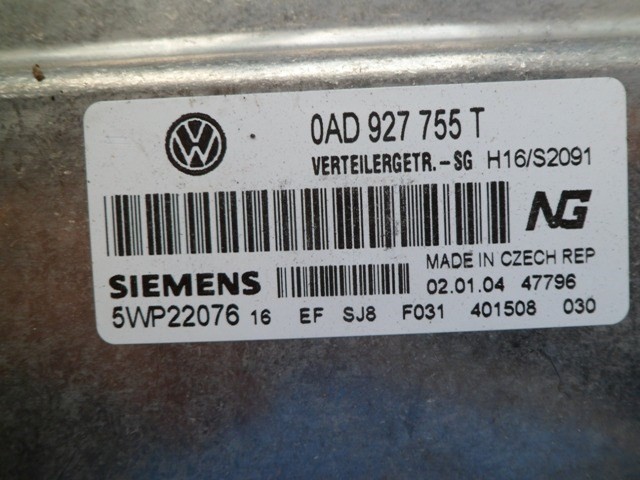 0AD 927 755 T
VERTEILERGETR.-SG H16/S2091
NG
MADE IN CZECH REP
SIEMENS 02.01.04 47796
5WP22076 16 EF SJ8 F031 401508 030